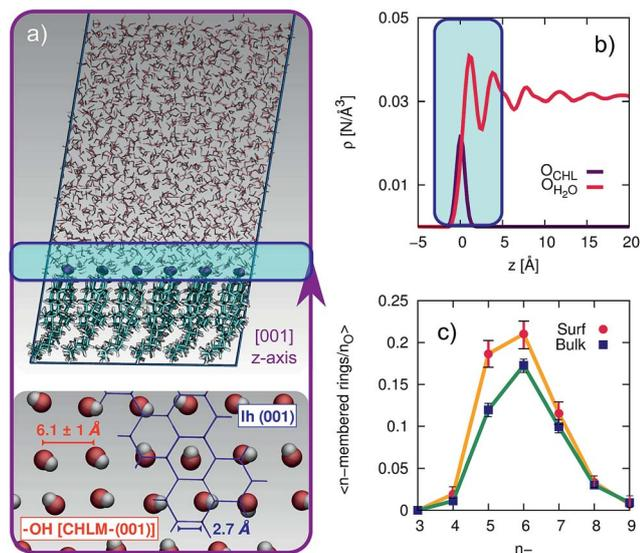 a)
[001]
z-axis
Ih (001)
6.1 ± 1 Å
-OH [CHLM-(001)]
2.7 Å
b)
0.05
0.03
0.01
ρ [N/Å³]
O_CHL
O_H₂O
−5 0 5 10 15 20
z [Å]
c)
Surf
Bulk
0.25
0.2
0.15
0.1
0.05
0
<n−membered rings/n_O>
3 4 5 6 7 8 9
n−